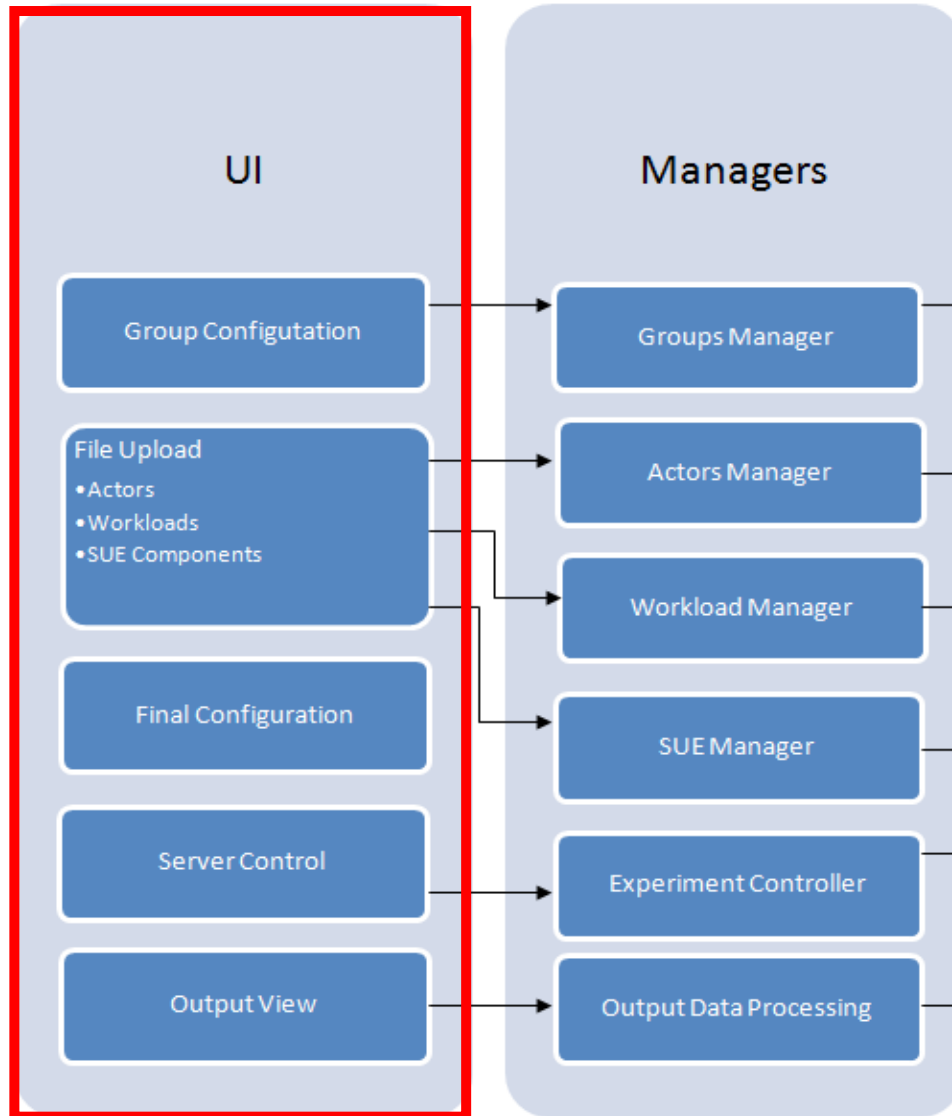 UI
Group Configutation
File Upload
•Actors
•Workloads
•SUE Components
Final Configuration
Server Control
Output View
Managers
Groups Manager
Actors Manager
Workload Manager
SUE Manager
Experiment Controller
Output Data Processing